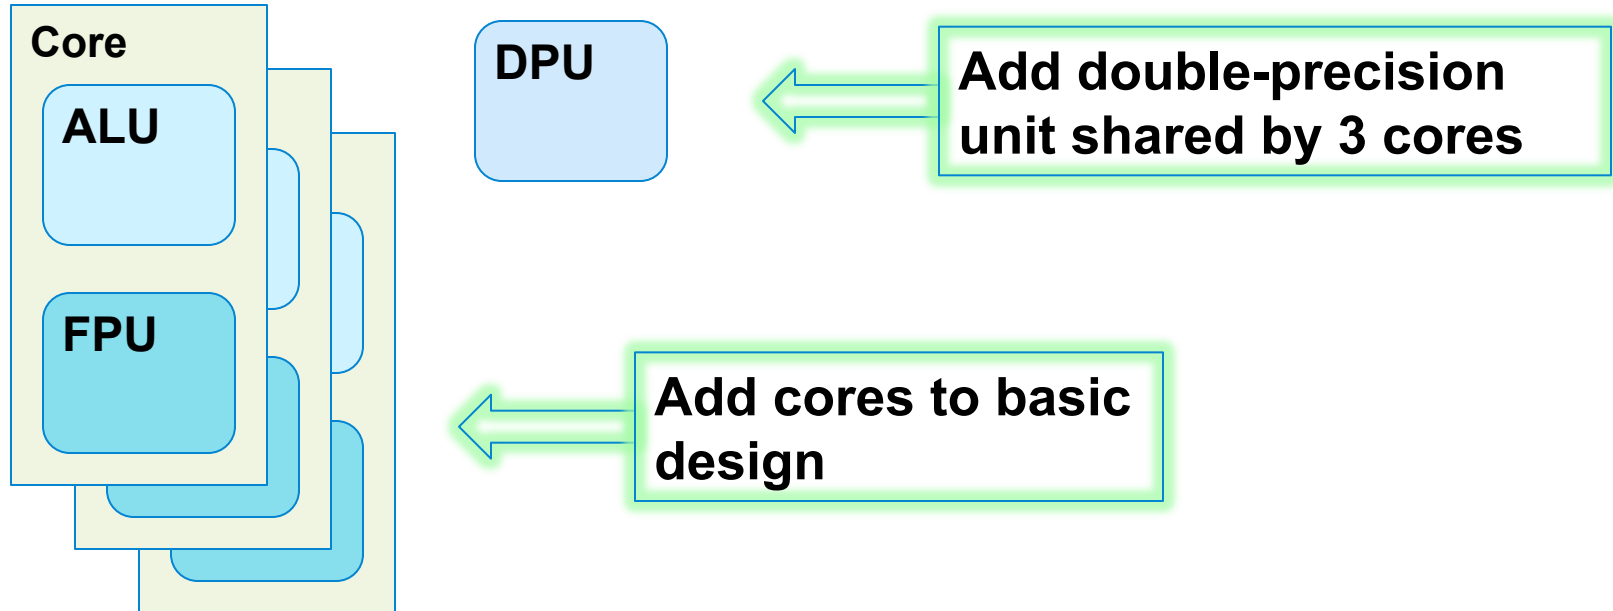 Core
ALU
FPU
DPU
Add double-precision
unit shared by 3 cores
Add cores to basic
design